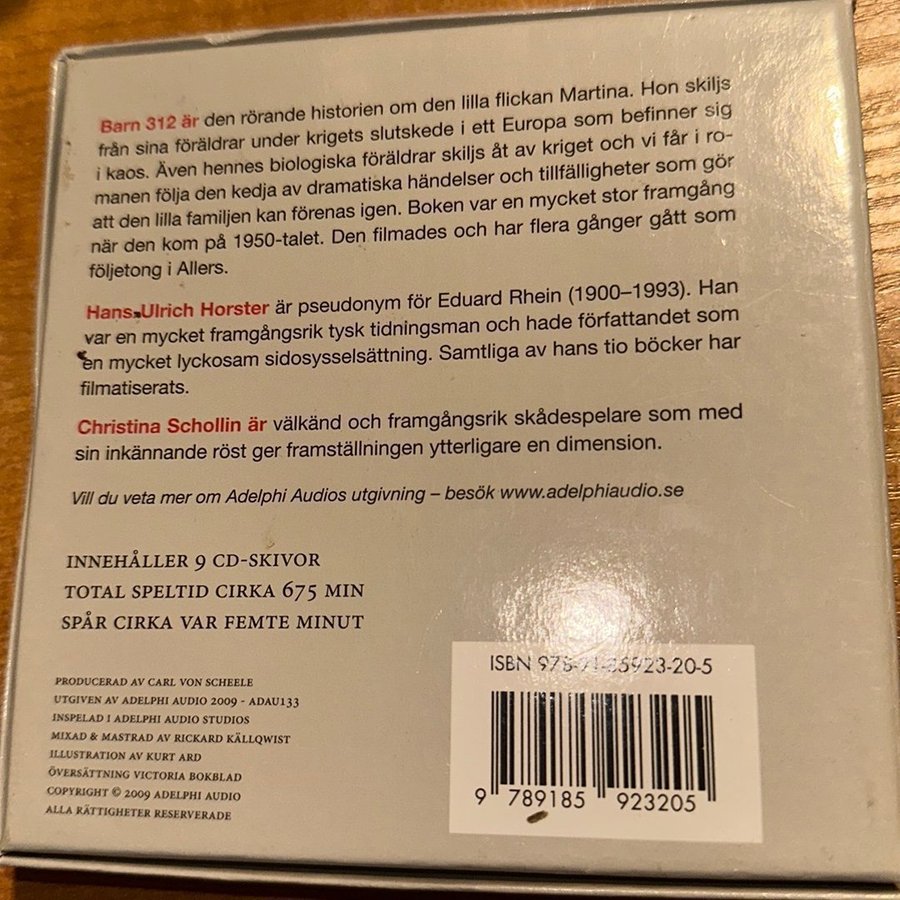 Barn 312 är den rörande historien om den lilla flickan Martina. Hon skiljs
från sina föräldrar under krigets slutskede i ett Europa som befinner sig
i kaos. Även hennes biologiska föräldrar skiljs åt av kriget och vi får i ro-
manen följa den kedja av dramatiska händelser och tillfälligheter som gör
att den lilla familjen kan förenas igen. Boken var en mycket stor framgång
när den kom på 1950-talet. Den filmades och har flera gånger gått som
följetong i Allers.
Hans Ulrich Horster är pseudonym för Eduard Rhein (1900–1993). Han
var en mycket framgångsrik tysk tidningsman och hade författandet som
en mycket lyckosam sidosysselsättning. Samtliga av hans tio böcker har
filmatiserats.
Christina Schollin är välkänd och framgångsrik skådespelare som med
sin inkännande röst ger framställningen ytterligare en dimension.
Vill du veta mer om Adelphi Audios utgivning – besök www.adelphiaudio.se
INNEHÅLLER 9 CD-SKIVOR
TOTAL SPELTID CIRKA 675 MIN
SPÅR CIRKA VAR FEMTE MINUT
PRODUCERAD AV CARL VON SCHEELE
UTGIVEN AV ADELPHI AUDIO 2009 - ADAU133
INSPELAD I ADELPHI AUDIO STUDIOS
MIXAD & MASTRAD AV RICKARD KÄLLQWIST
ILLUSTRATION AV KURT ARD
ÖVERSÄTTNING VICTORIA BOKBLAD
COPYRIGHT © 2009 ADELPHI AUDIO
ALLA RÄTTIGHETER RESERVERADE
ISBN 978-91-85923-20-5
9 789185 923205